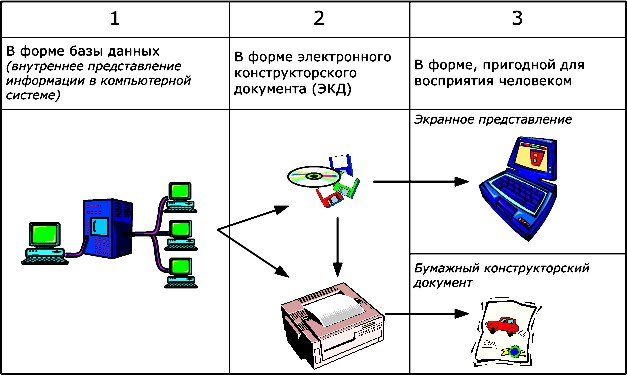 1
2
3
В форме базы данных
(внутреннее представление
информации в компьютерной
системе)
В форме электронного
конструкторского
документа (ЭКД)
В форме, пригодной для
восприятия человеком
Экранное представление
Бумажный конструкторский
документ